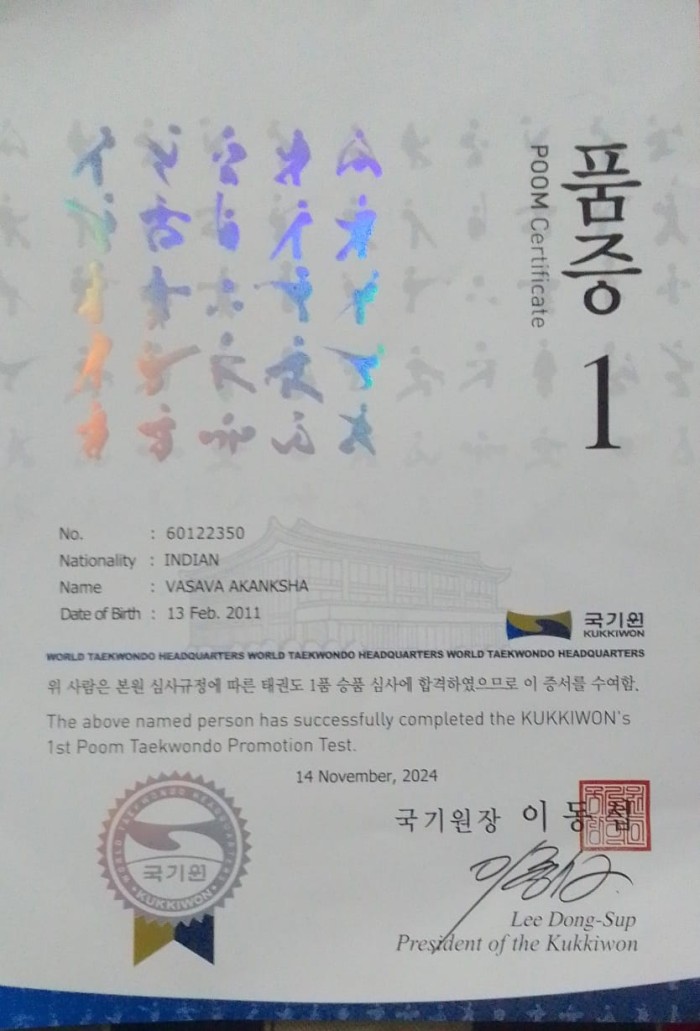 품증
POOM Certificate
1
No. : 60122350
Nationality : INDIAN
Name : VASAVA AKANKSHA
Date of Birth : 13 Feb. 2011
국기원
KUKKIWON
WORLD TAEKWONDO HEADQUARTERS WORLD TAEKWONDO HEADQUARTERS WORLD TAEKWONDO HEADQUARTERS
위 사람은 본원 심사규정에 따른 태권도 1품 승품 심사에 합격하였으므로 이 증서를 수여함.
The above named person has successfully completed the KUKKIWON's
1st Poom Taekwondo Promotion Test.
14 November, 2024
WORLD TAEKWONDO HEADQUARTERS
국기원
KUKKIWON
국기원장 이동섭
Lee Dong-Sup
President of the Kukkiwon